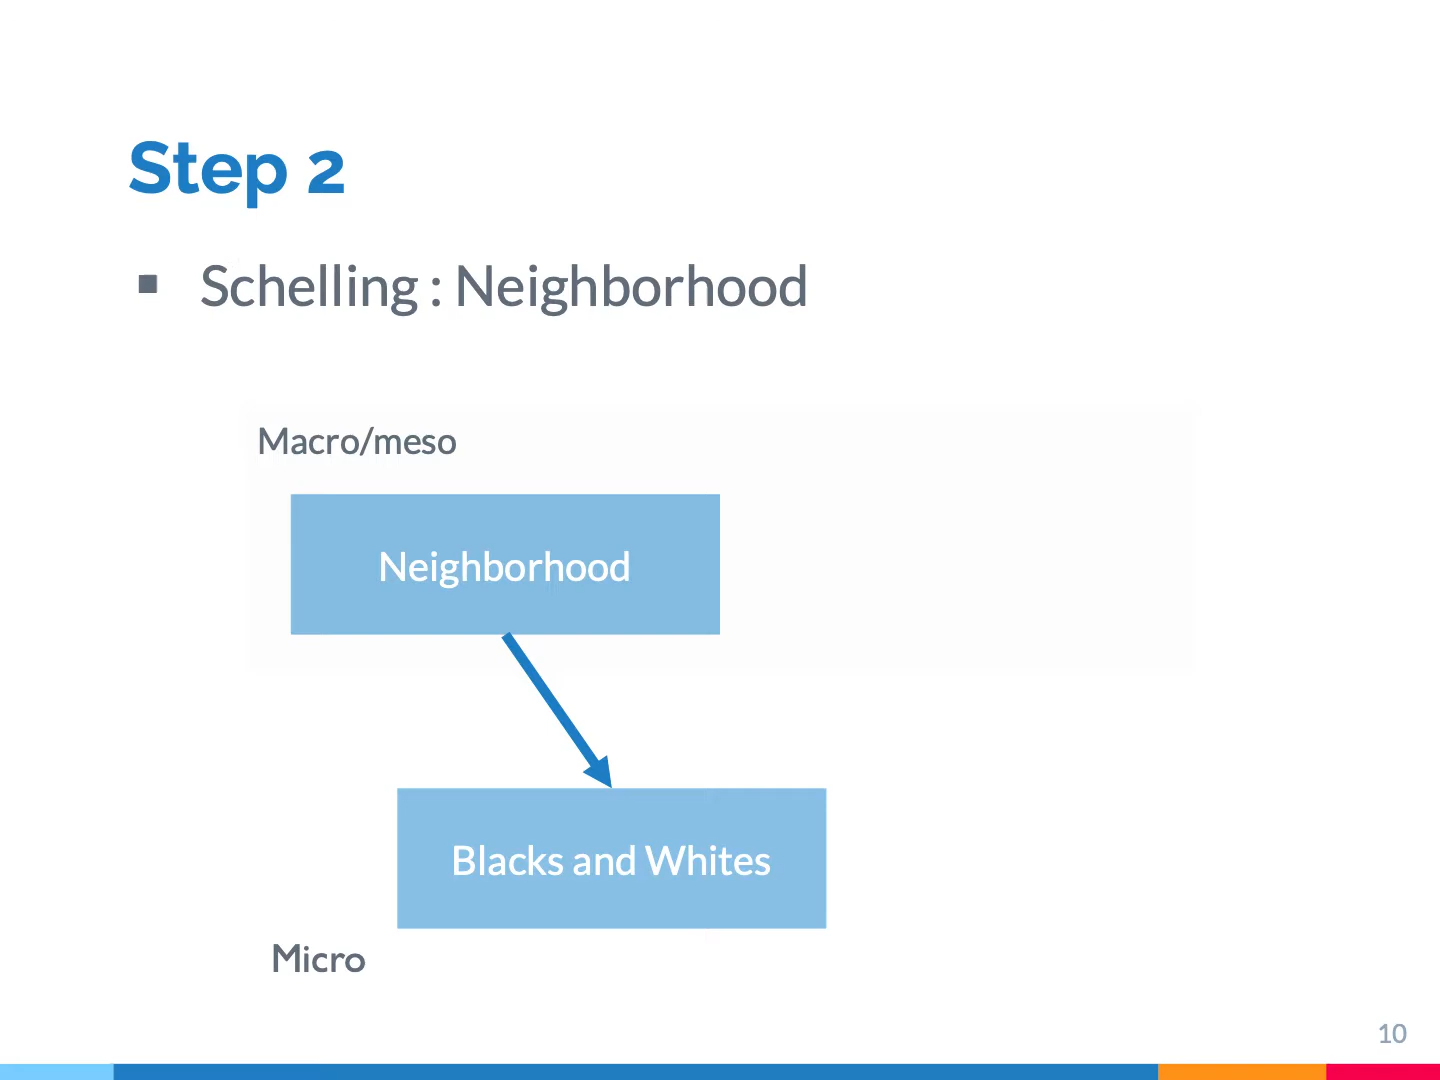 Step 2
▪ Schelling : Neighborhood
Macro/meso
Neighborhood
Blacks and Whites
Micro
10